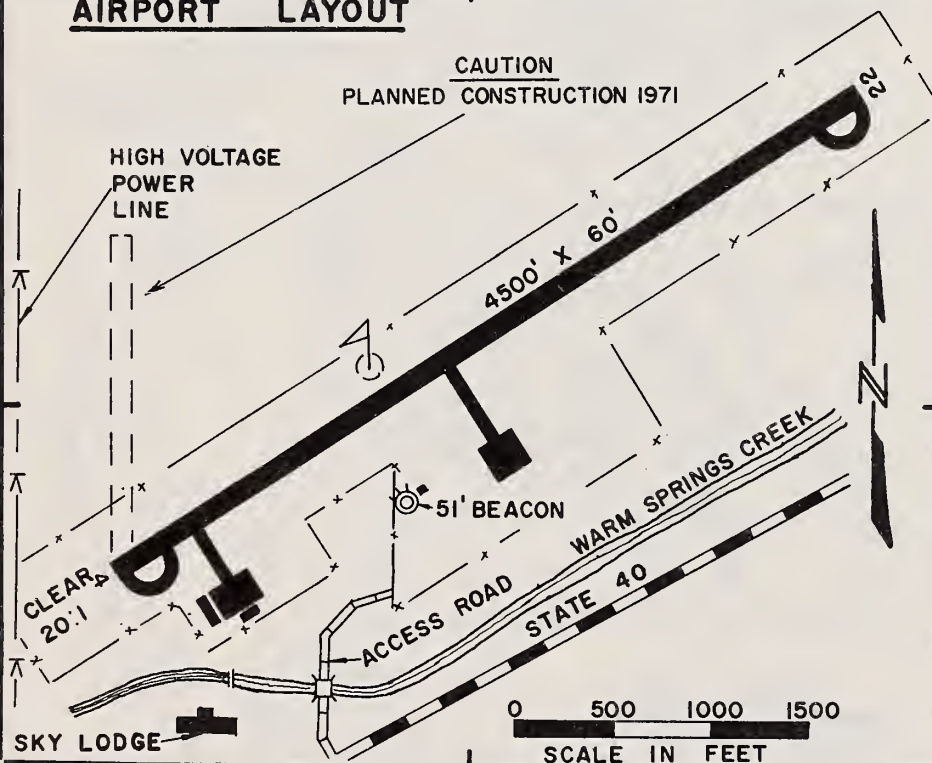 AIRPORT LAYOUT
CAUTION
PLANNED CONSTRUCTION 1971
HIGH VOLTAGE
POWER
LINE
22
4500' X 60'
N
51' BEACON
WARM SPRINGS CREEK
CLEAR
20:1
4
ACCESS ROAD
STATE 40
SKY LODGE
0 500 1000 1500
SCALE IN FEET